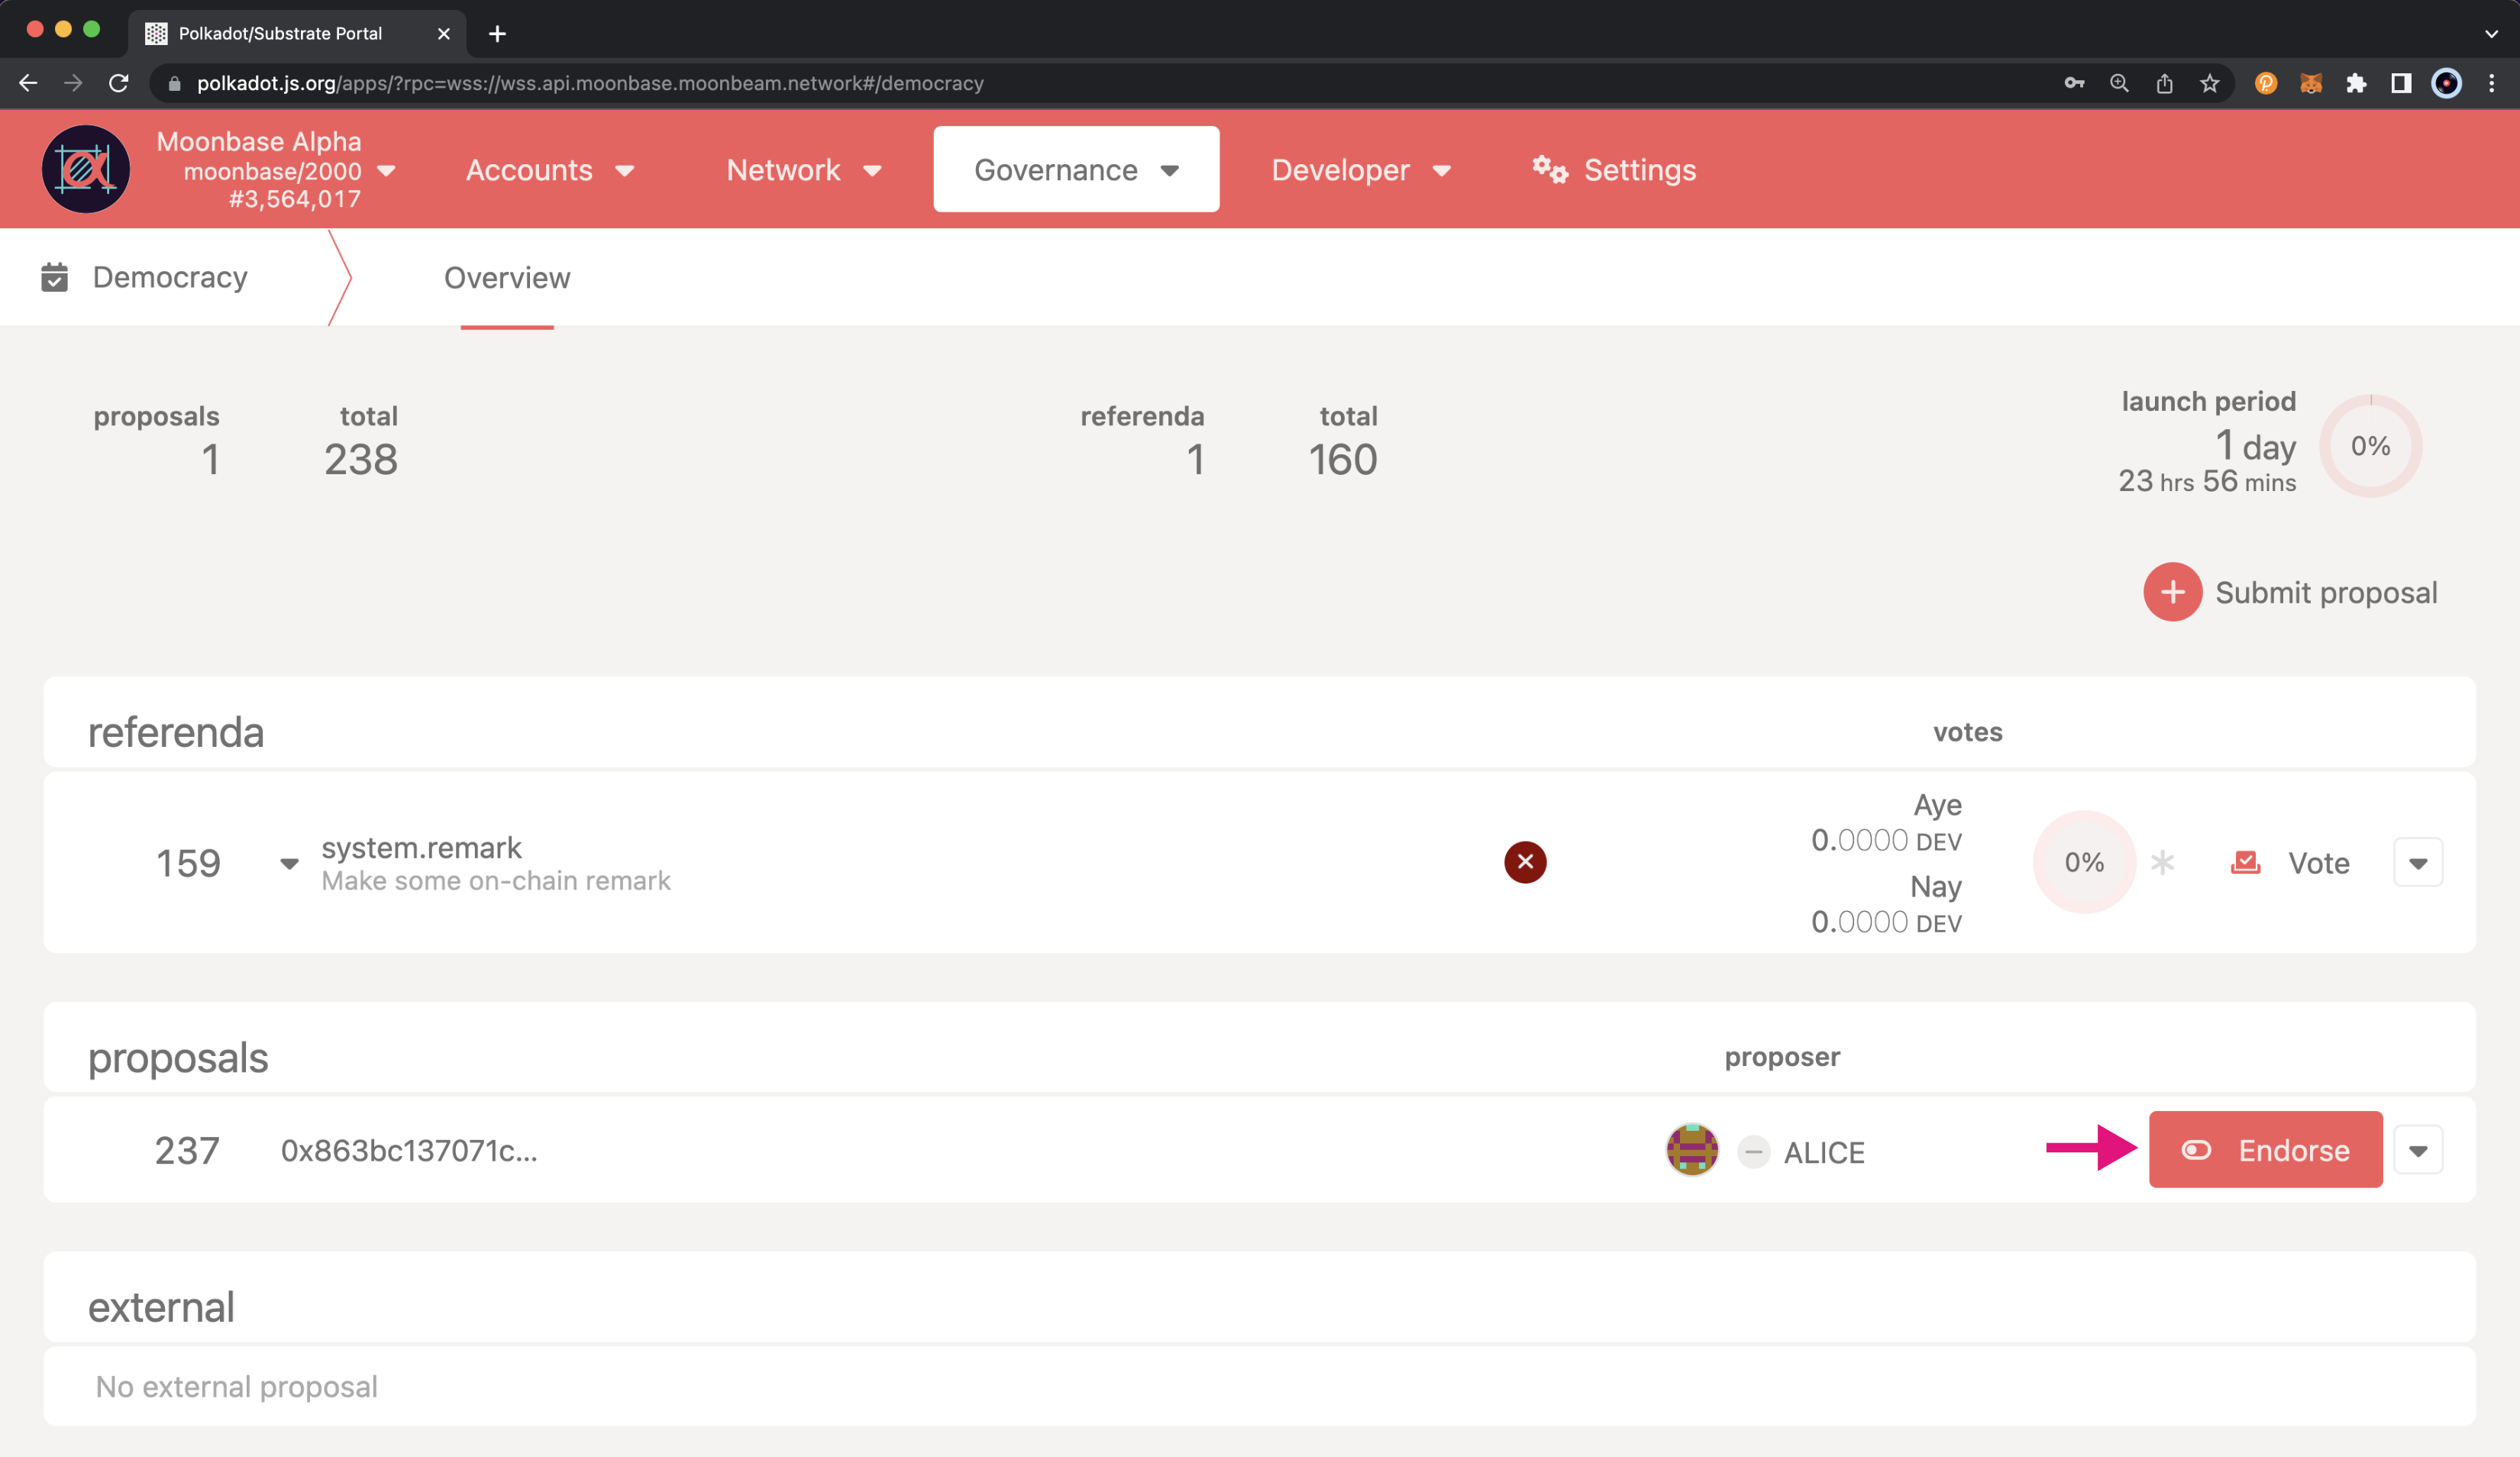 Polkadot/Substrate Portal
polkadot.js.org/apps/?rpc=wss://wss.api.moonbase.moonbeam.network#/democracy
Moonbase Alpha
moonbase/2000
#3,564,017
Accounts
Network
Governance
Developer
Settings
Democracy
Overview
proposals
1
total
238
referenda
1
total
160
launch period
1 day
23 hrs 56 mins
0%
Submit proposal
referenda
votes
159
system.remark
Make some on-chain remark
Aye
0.0000 DEV
Nay
0.0000 DEV
0%
Vote
proposals
proposer
237
0x863bc137071c...
ALICE
Endorse
external
No external proposal